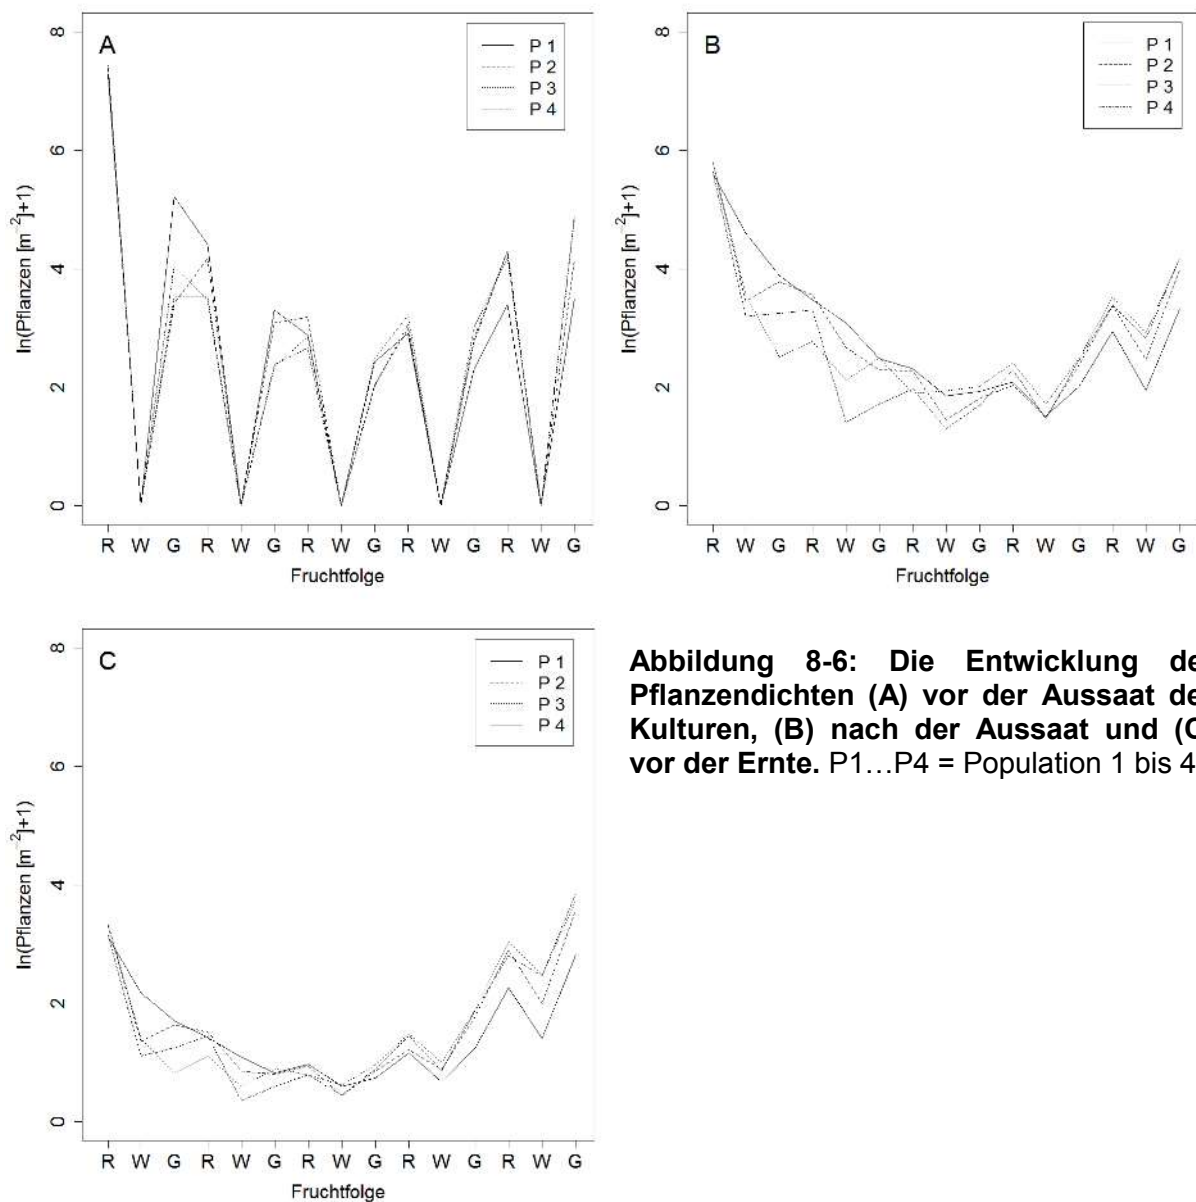 A
P 1
P 2
P 3
P 4
8
6
4
2
0
ln(Pflanzen [m⁻²]+1)
R W G R W G R W G R W G R W G
Fruchtfolge
B
P 1
P 2
P 3
P 4
8
6
4
2
0
ln(Pflanzen [m⁻²]+1)
R W G R W G R W G R W G R W G
Fruchtfolge
C
P 1
P 2
P 3
P 4
8
6
4
2
0
ln(Pflanzen [m⁻²]+1)
R W G R W G R W G R W G R W G
Fruchtfolge
Abbildung 8-6: Die Entwicklung de
Pflanzendichten (A) vor der Aussaat de
Kulturen, (B) nach der Aussaat und (C
vor der Ernte. P1…P4 = Population 1 bis 4